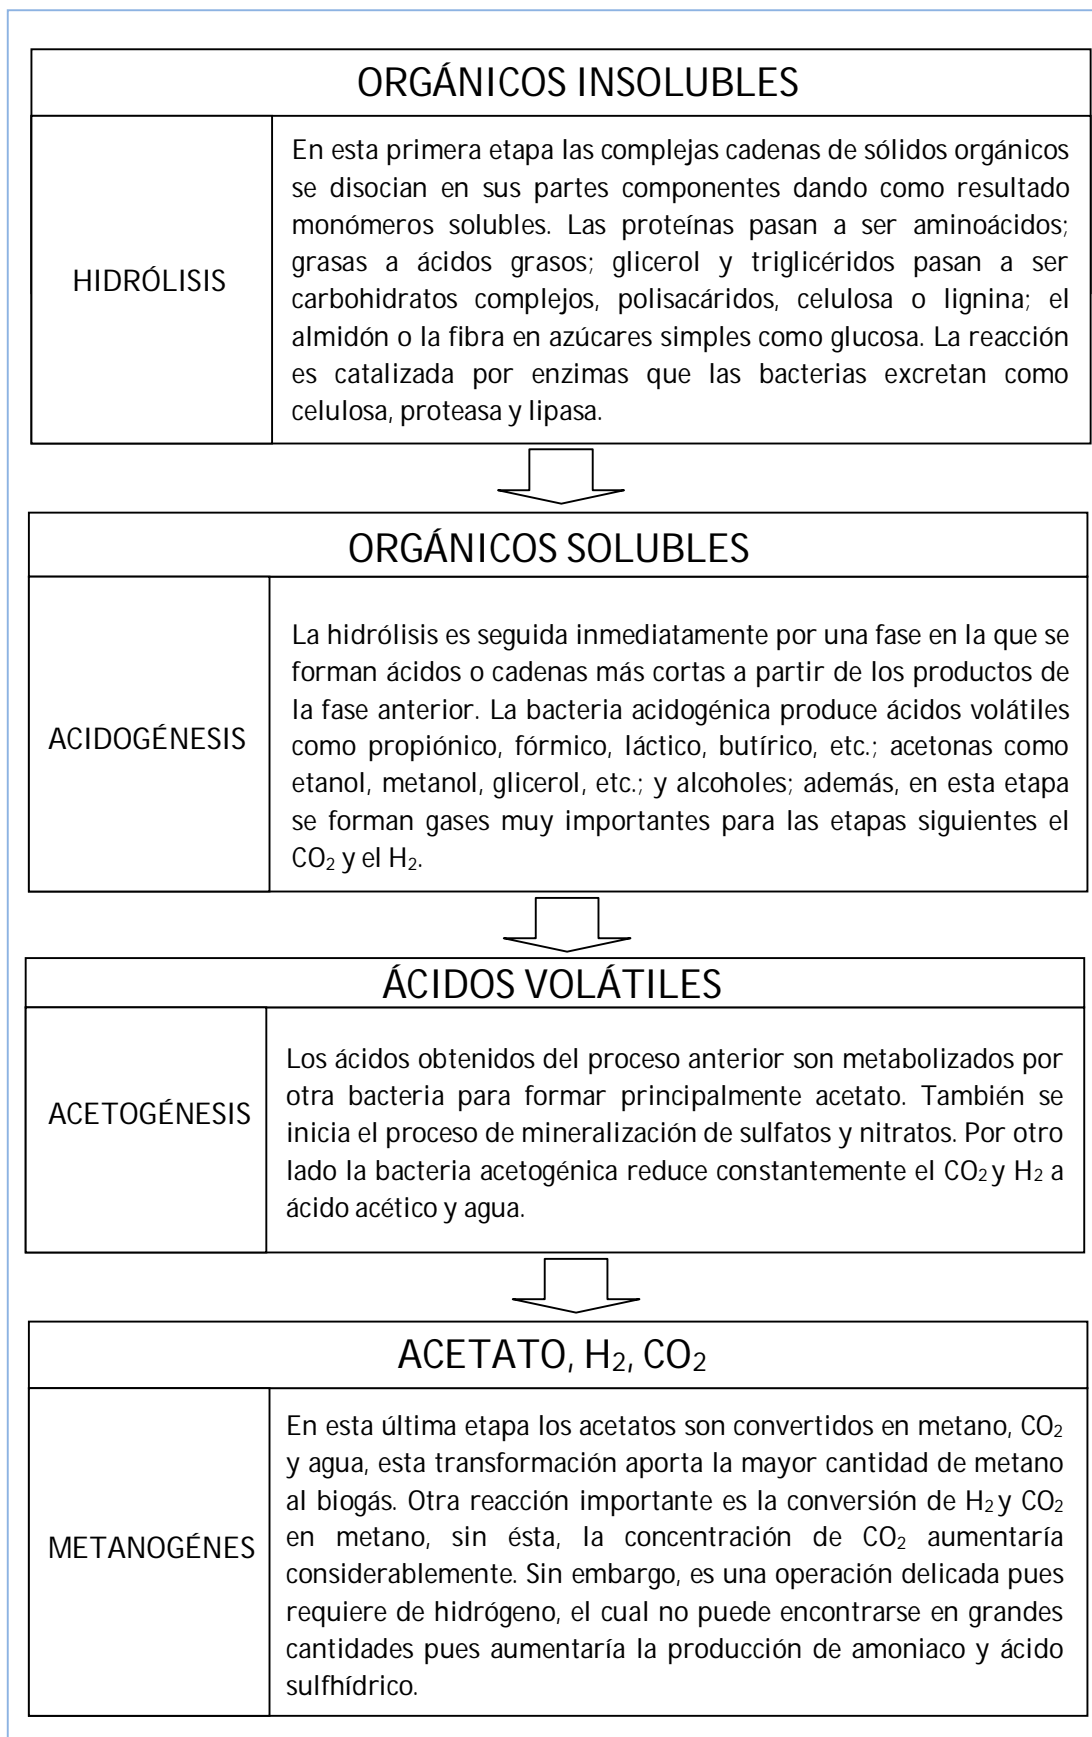 ORGÁNICOS INSOLUBLES
HIDRÓLISIS
En esta primera etapa las complejas cadenas de sólidos orgánicos
se disocian en sus partes componentes dando como resultado
monómeros solubles. Las proteínas pasan a ser aminoácidos;
grasas a ácidos grasos; glicerol y triglicéridos pasan a ser
carbohidratos complejos, polisacáridos, celulosa o lignina; el
almidón o la fibra en azúcares simples como glucosa. La reacción
es catalizada por enzimas que las bacterias excretan como
celulosa, proteasa y lipasa.
ORGÁNICOS SOLUBLES
ACIDOGÉNESIS
La hidrólisis es seguida inmediatamente por una fase en la que se
forman ácidos o cadenas más cortas a partir de los productos de
la fase anterior. La bacteria acidogénica produce ácidos volátiles
como propiónico, fórmico, láctico, butírico, etc.; acetonas como
etanol, metanol, glicerol, etc.; y alcoholes; además, en esta etapa
se forman gases muy importantes para las etapas siguientes el
CO₂ y el H₂.
ÁCIDOS VOLÁTILES
ACETOGÉNESIS
Los ácidos obtenidos del proceso anterior son metabolizados por
otra bacteria para formar principalmente acetato. También se
inicia el proceso de mineralización de sulfatos y nitratos. Por otro
lado la bacteria acetogénica reduce constantemente el CO₂ y H₂ a
ácido acético y agua.
ACETATO, H₂, CO₂
METANOGÉNES
En esta última etapa los acetatos son convertidos en metano, CO₂
y agua, esta transformación aporta la mayor cantidad de metano
al biogás. Otra reacción importante es la conversión de H₂ y CO₂
en metano, sin ésta, la concentración de CO₂ aumentaría
considerablemente. Sin embargo, es una operación delicada pues
requiere de hidrógeno, el cual no puede encontrarse en grandes
cantidades pues aumentaría la producción de amoniaco y ácido
sulfhídrico.